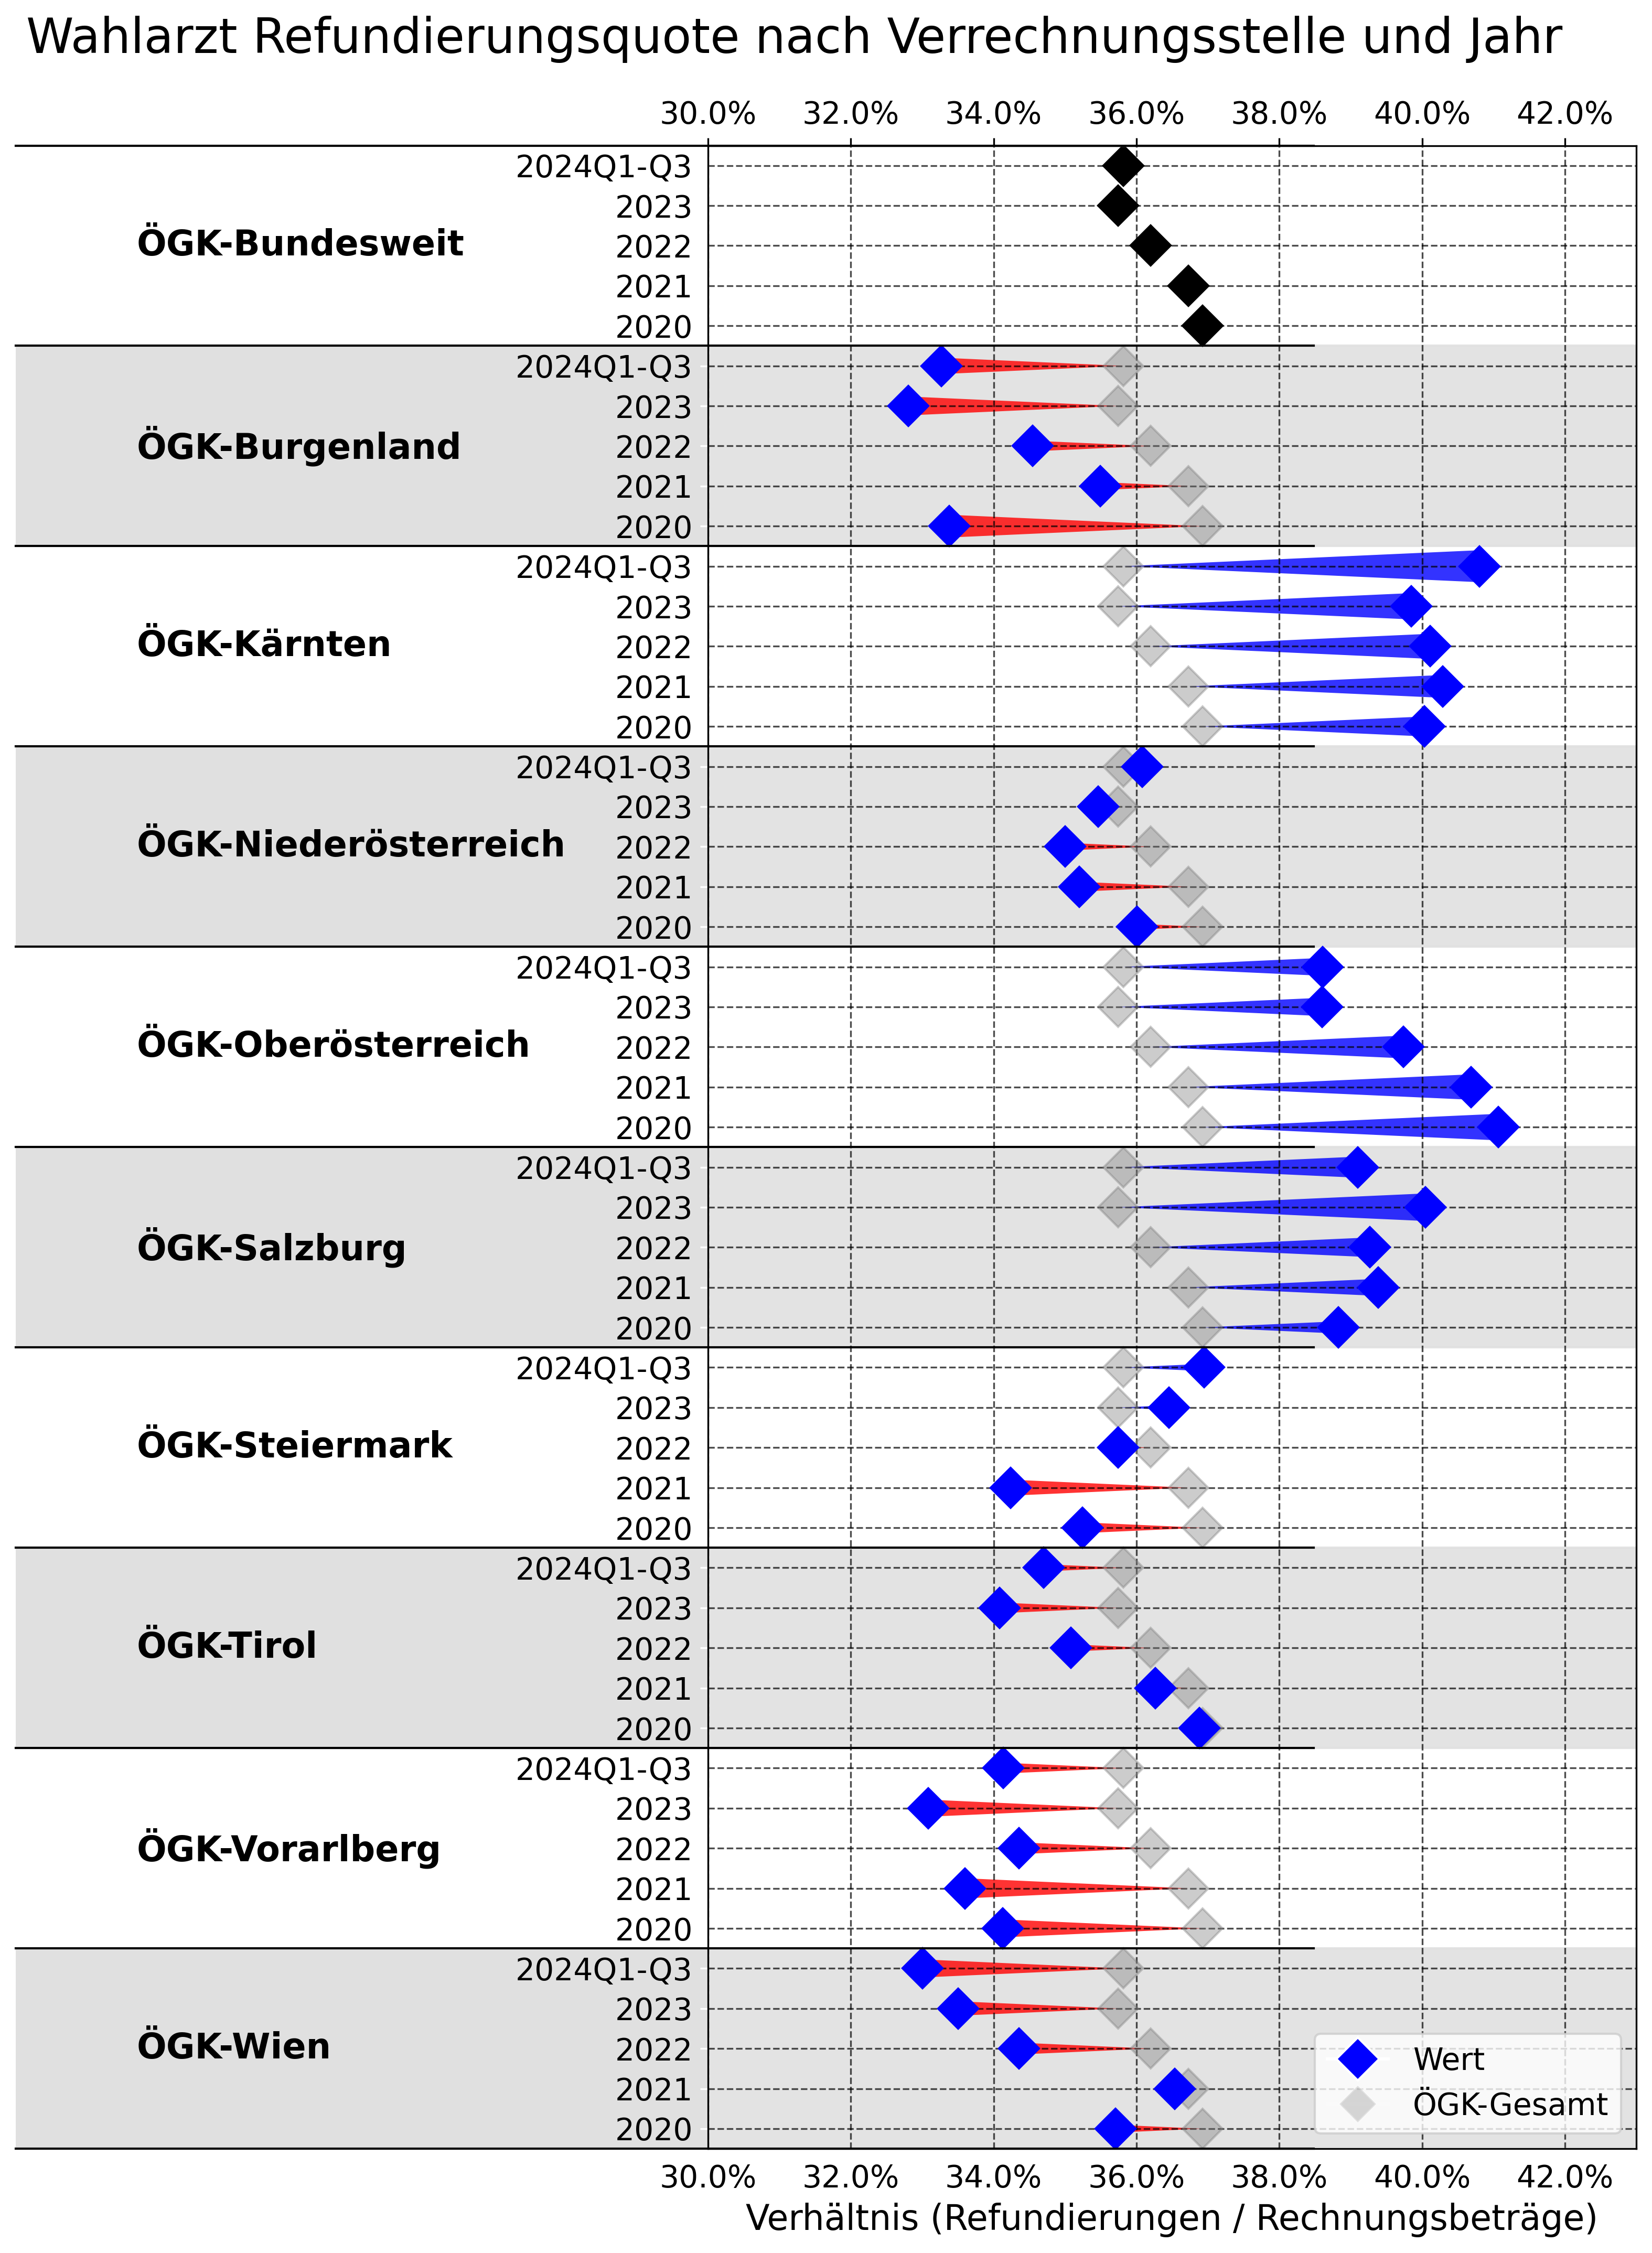 Wahlarzt Refundierungsquote nach Verrechnungsstelle und Jahr
30.0% 32.0% 34.0% 36.0% 38.0% 40.0% 42.0%
2024Q1-Q3
2023
ÖGK-Bundesweit
2022
2021
2020
2024Q1-Q3
2023
ÖGK-Burgenland
2022
2021
2020
2024Q1-Q3
2023
ÖGK-Kärnten
2022
2021
2020
2024Q1-Q3
2023
ÖGK-Niederösterreich
2022
2021
2020
2024Q1-Q3
2023
ÖGK-Oberösterreich
2022
2021
2020
2024Q1-Q3
2023
ÖGK-Salzburg
2022
2021
2020
2024Q1-Q3
2023
ÖGK-Steiermark
2022
2021
2020
2024Q1-Q3
2023
ÖGK-Tirol
2022
2021
2020
2024Q1-Q3
2023
ÖGK-Vorarlberg
2022
2021
2020
2024Q1-Q3
2023
ÖGK-Wien
2022
2021
2020
Wert
ÖGK-Gesamt
30.0% 32.0% 34.0% 36.0% 38.0% 40.0% 42.0%
Verhältnis (Refundierungen / Rechnungsbeträge)